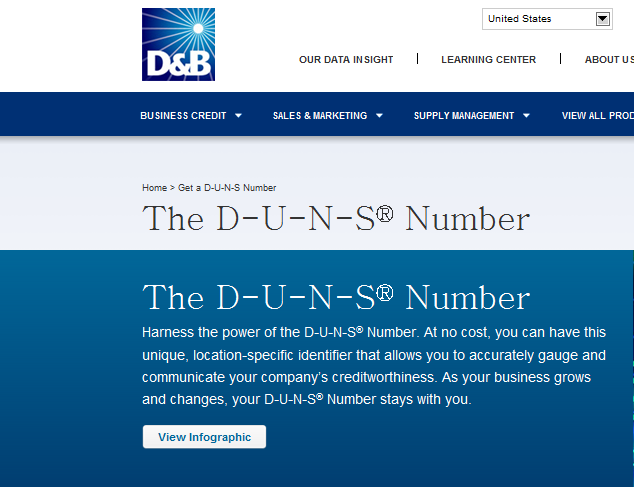 D&B
United States
OUR DATA INSIGHT | LEARNING CENTER | ABOUT US
BUSINESS CREDIT SALES & MARKETING SUPPLY MANAGEMENT VIEW ALL PROD
Home > Get a D-U-N-S Number
The D-U-N-S® Number
The D-U-N-S® Number
Harness the power of the D-U-N-S® Number. At no cost, you can have this
unique, location-specific identifier that allows you to accurately gauge and
communicate your company's creditworthiness. As your business grows
and changes, your D-U-N-S® Number stays with you.
View Infographic